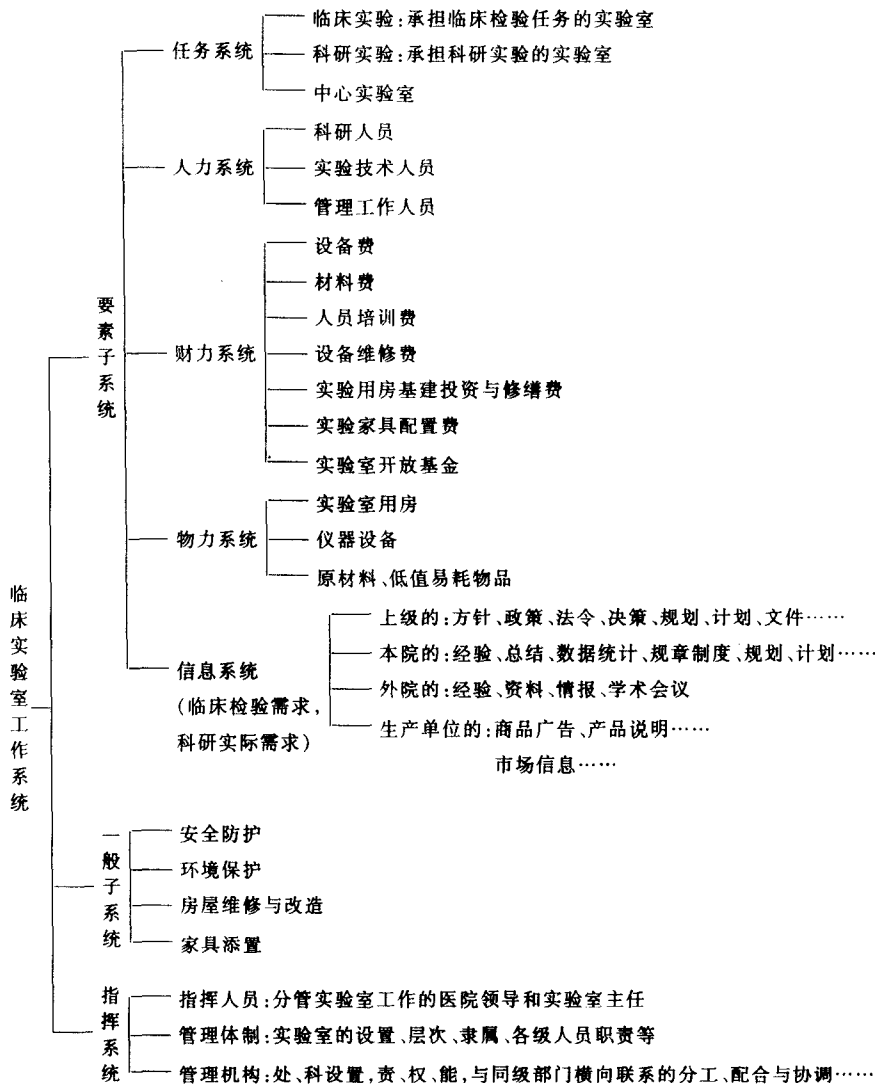 临床实验室工作系统
要素子系统
任务系统
临床实验:承担临床检验任务的实验室
科研实验:承担科研实验的实验室
中心实验室
人力系统
科研人员
实验技术人员
管理工作人员
财力系统
设备费
材料费
人员培训费
设备维修费
实验用房基建投资与修缮费
实验家具配置费
实验室开放基金
物力系统
实验室用房
仪器设备
原材料、低值易耗物品
信息系统
(临床检验需求,
科研实际需求)
上级的:方针、政策、法令、决策、规划、计划、文件……
本院的:经验、总结、数据统计、规章制度、规划、计划……
外院的:经验、资料、情报、学术会议
生产单位的:商品广告、产品说明……
市场信息……
一般子系统
安全防护
环境保护
房屋维修与改造
家具添置
指挥系统
指挥人员:分管实验室工作的医院领导和实验室主任
管理体制:实验室的设置、层次、隶属、各级人员职责等
管理机构:处、科设置,责、权、能,与同级部门横向联系的分工、配合与协调……